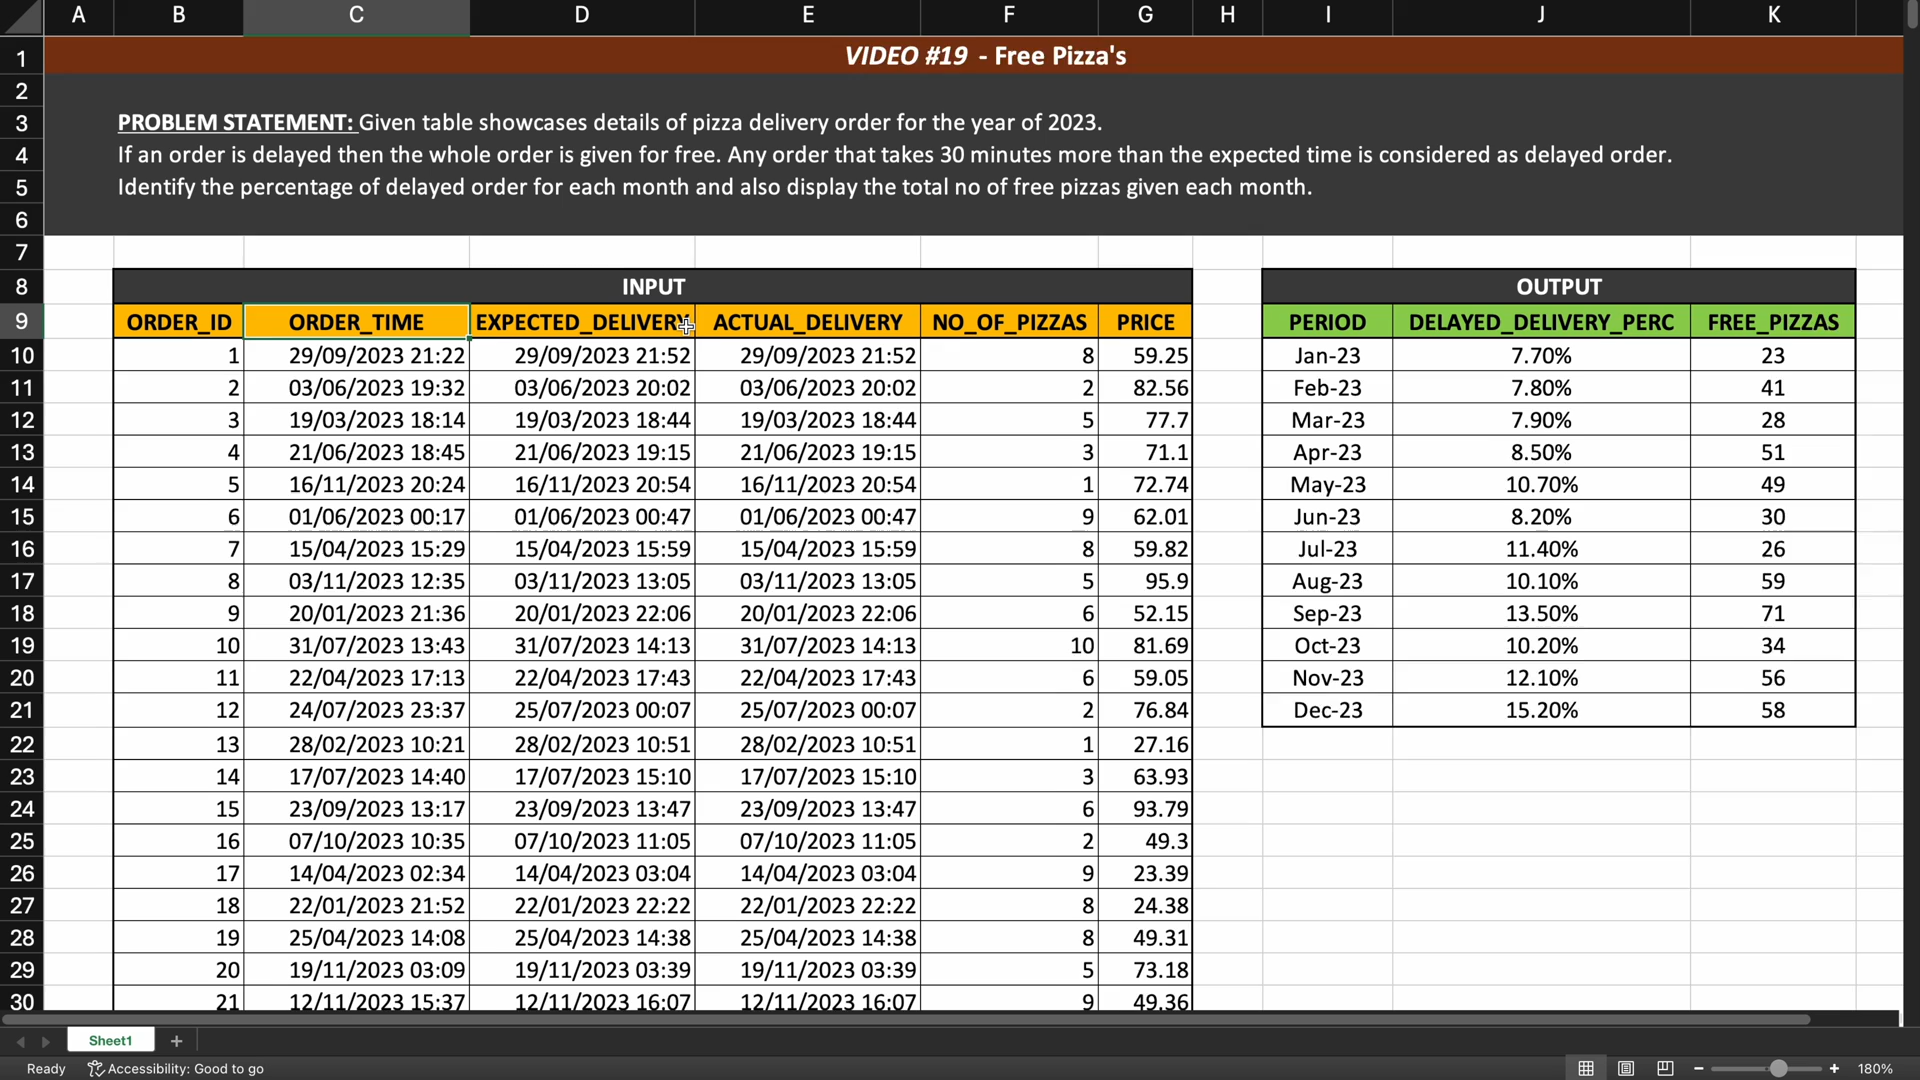 A B C D E F G H I J K
1 VIDEO #19 - Free Pizza's
2
3 PROBLEM STATEMENT: Given table showcases details of pizza delivery order for the year of 2023.
4 If an order is delayed then the whole order is given for free. Any order that takes 30 minutes more than the expected time is considered as delayed order.
5 Identify the percentage of delayed order for each month and also display the total no of free pizzas given each month.
6
7
8 INPUT OUTPUT
9 ORDER_ID ORDER_TIME EXPECTED_DELIVERY ACTUAL_DELIVERY NO_OF_PIZZAS PRICE PERIOD DELAYED_DELIVERY_PERC FREE_PIZZAS
10 1 29/09/2023 21:22 29/09/2023 21:52 29/09/2023 21:52 8 59.25 Jan-23 7.70% 23
11 2 03/06/2023 19:32 03/06/2023 20:02 03/06/2023 20:02 2 82.56 Feb-23 7.80% 41
12 3 19/03/2023 18:14 19/03/2023 18:44 19/03/2023 18:44 5 77.7 Mar-23 7.90% 28
13 4 21/06/2023 18:45 21/06/2023 19:15 21/06/2023 19:15 3 71.1 Apr-23 8.50% 51
14 5 16/11/2023 20:24 16/11/2023 20:54 16/11/2023 20:54 1 72.74 May-23 10.70% 49
15 6 01/06/2023 00:17 01/06/2023 00:47 01/06/2023 00:47 9 62.01 Jun-23 8.20% 30
16 7 15/04/2023 15:29 15/04/2023 15:59 15/04/2023 15:59 8 59.82 Jul-23 11.40% 26
17 8 03/11/2023 12:35 03/11/2023 13:05 03/11/2023 13:05 5 95.9 Aug-23 10.10% 59
18 9 20/01/2023 21:36 20/01/2023 22:06 20/01/2023 22:06 6 52.15 Sep-23 13.50% 71
19 10 31/07/2023 13:43 31/07/2023 14:13 31/07/2023 14:13 10 81.69 Oct-23 10.20% 34
20 11 22/04/2023 17:13 22/04/2023 17:43 22/04/2023 17:43 6 59.05 Nov-23 12.10% 56
21 12 24/07/2023 23:37 25/07/2023 00:07 25/07/2023 00:07 2 76.84 Dec-23 15.20% 58
22 13 28/02/2023 10:21 28/02/2023 10:51 28/02/2023 10:51 1 27.16
23 14 17/07/2023 14:40 17/07/2023 15:10 17/07/2023 15:10 3 63.93
24 15 23/09/2023 13:17 23/09/2023 13:47 23/09/2023 13:47 6 93.79
25 16 07/10/2023 10:35 07/10/2023 11:05 07/10/2023 11:05 2 49.3
26 17 14/04/2023 02:34 14/04/2023 03:04 14/04/2023 03:04 9 23.39
27 18 22/01/2023 21:52 22/01/2023 22:22 22/01/2023 22:22 8 24.38
28 19 25/04/2023 14:08 25/04/2023 14:38 25/04/2023 14:38 8 49.31
29 20 19/11/2023 03:09 19/11/2023 03:39 19/11/2023 03:39 5 73.18
30 21 12/11/2023 15:37 12/11/2023 16:07 12/11/2023 16:07 9 49.36
Sheet1 +
Ready Accessibility: Good to go 180%